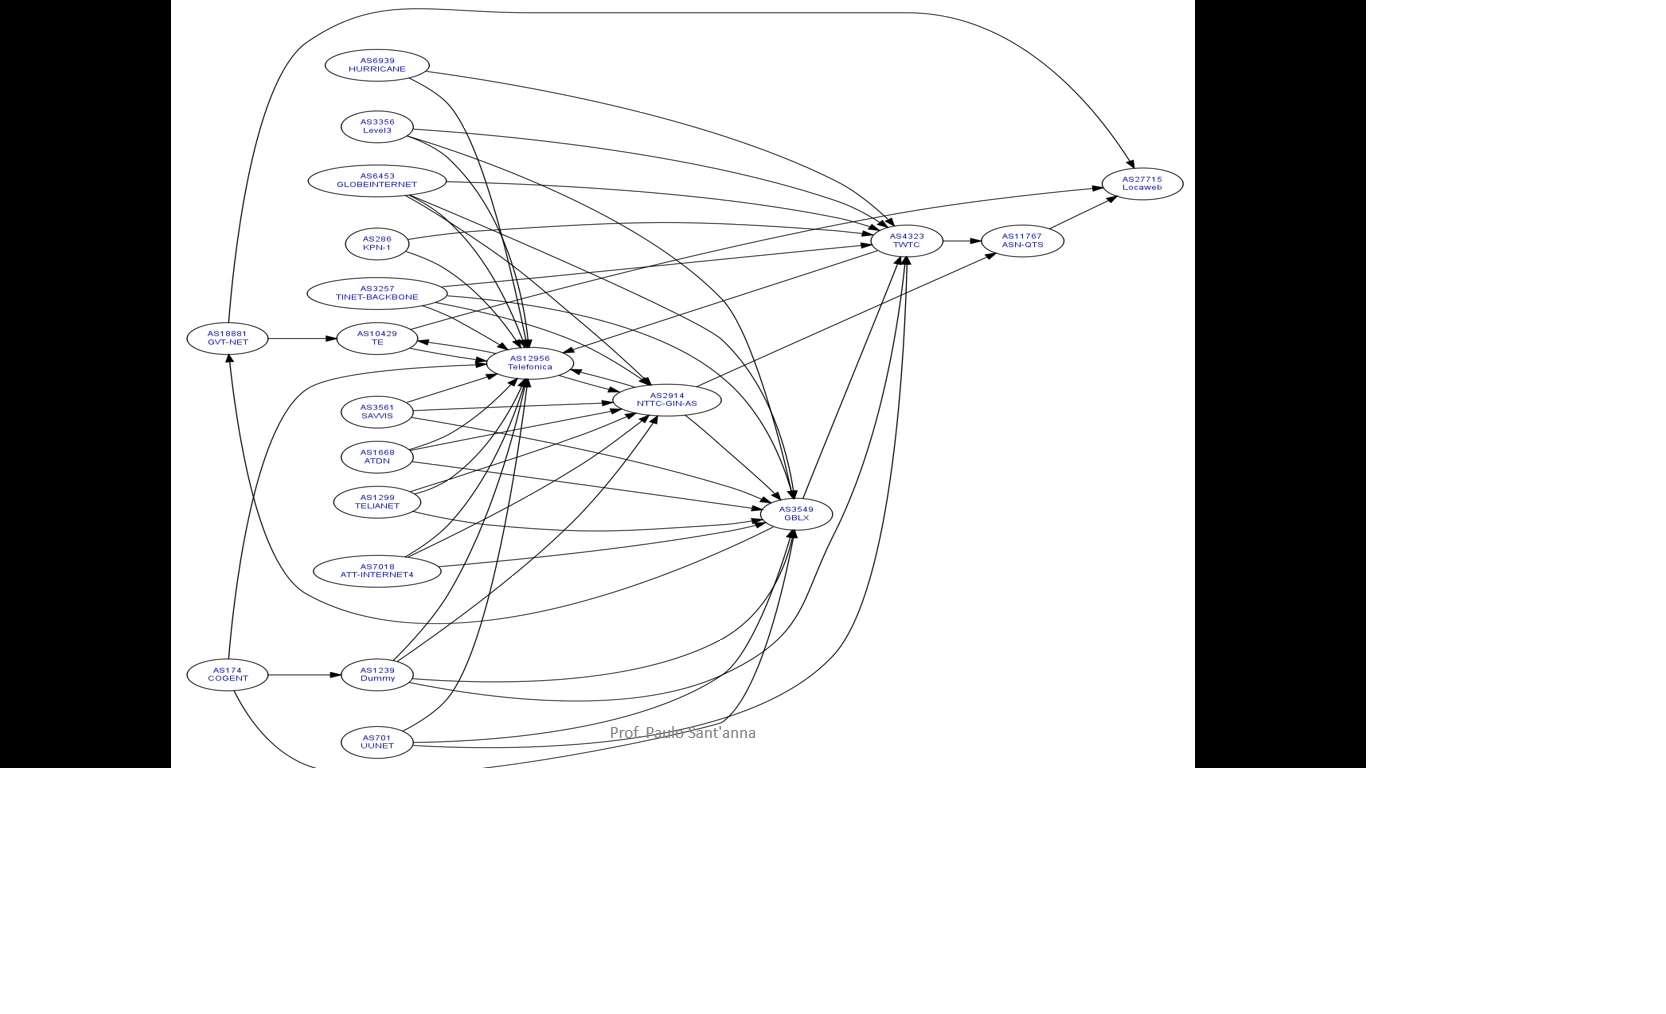 AS6939
HURRICANE
AS3356
Level3
AS6453
GLOBEINTERNET
AS27715
Locaweb
AS286
KPN-1
AS4323
TWTC
AS11767
ASN-QTS
AS3257
TINET-BACKBONE
AS18881
GVT-NET
AS10429
TE
AS12956
Telefonica
AS2914
NTTC-GIN-AS
AS3561
SAVVIS
AS1668
ATDN
AS1299
TELIANET
AS3549
GBLX
AS7018
ATT-INTERNET4
AS174
COGENT
AS1239
Dummy
AS701
UUNET
Prof. Paulo Sant'anna